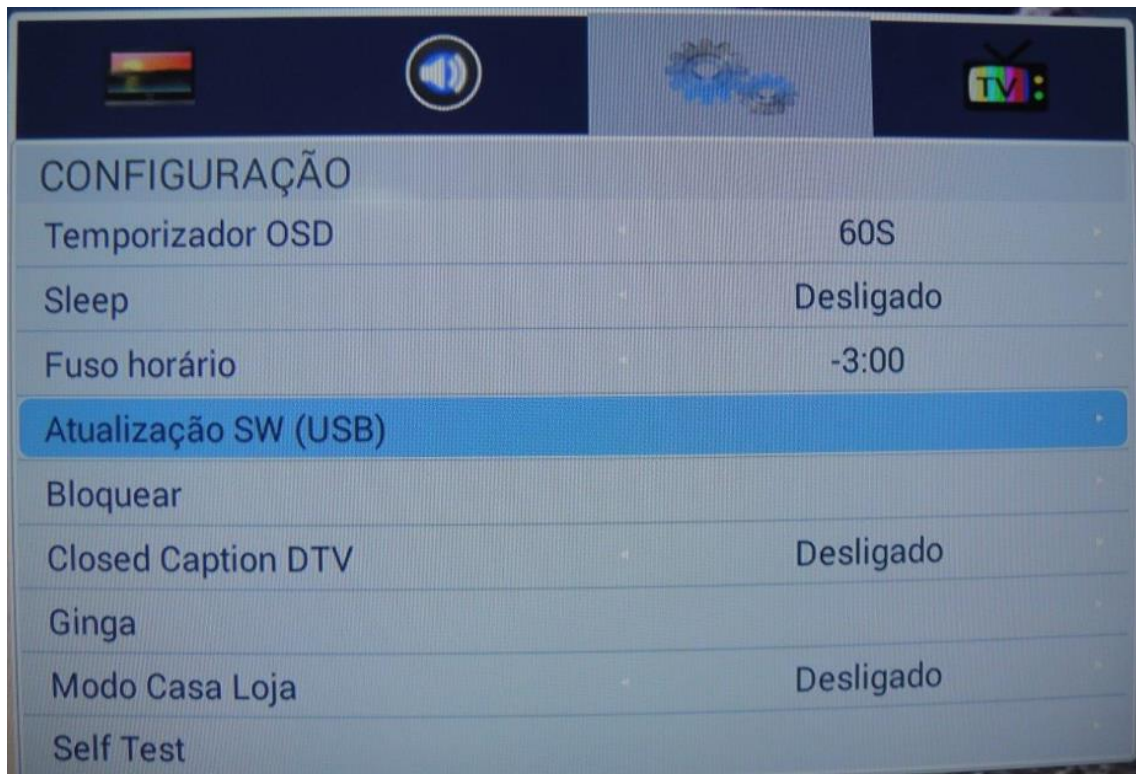 TV
CONFIGURAÇÃO
Temporizador OSD 60S
Sleep Desligado
Fuso horário -3:00
Atualização SW (USB)
Bloquear
Closed Caption DTV Desligado
Ginga
Modo Casa Loja Desligado
Self Test